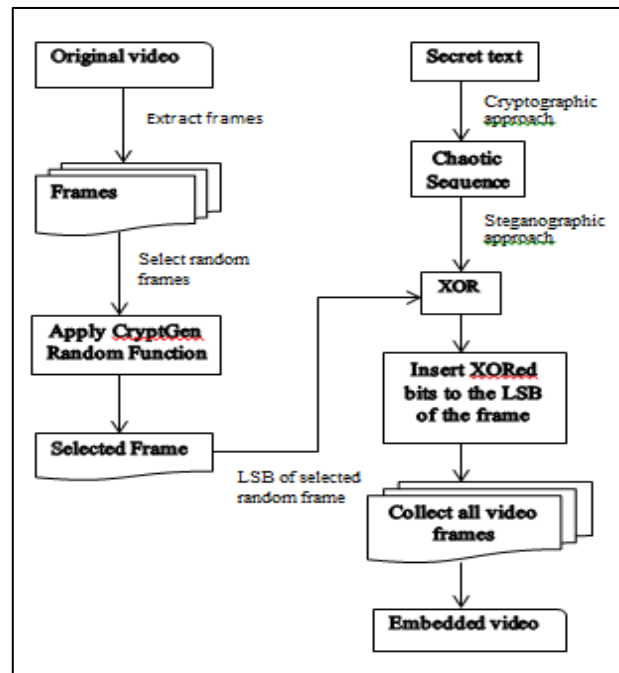 Original video
Extract frames
Frames
Select random
frames
Apply CryptGen
Random Function
Selected Frame
LSB of selected
random frame
Secret text
Cryptographic
approach
Chaotic
Sequence
Steganographic
approach
XOR
Insert XORed
bits to the LSB
of the frame
Collect all video
frames
Embedded video